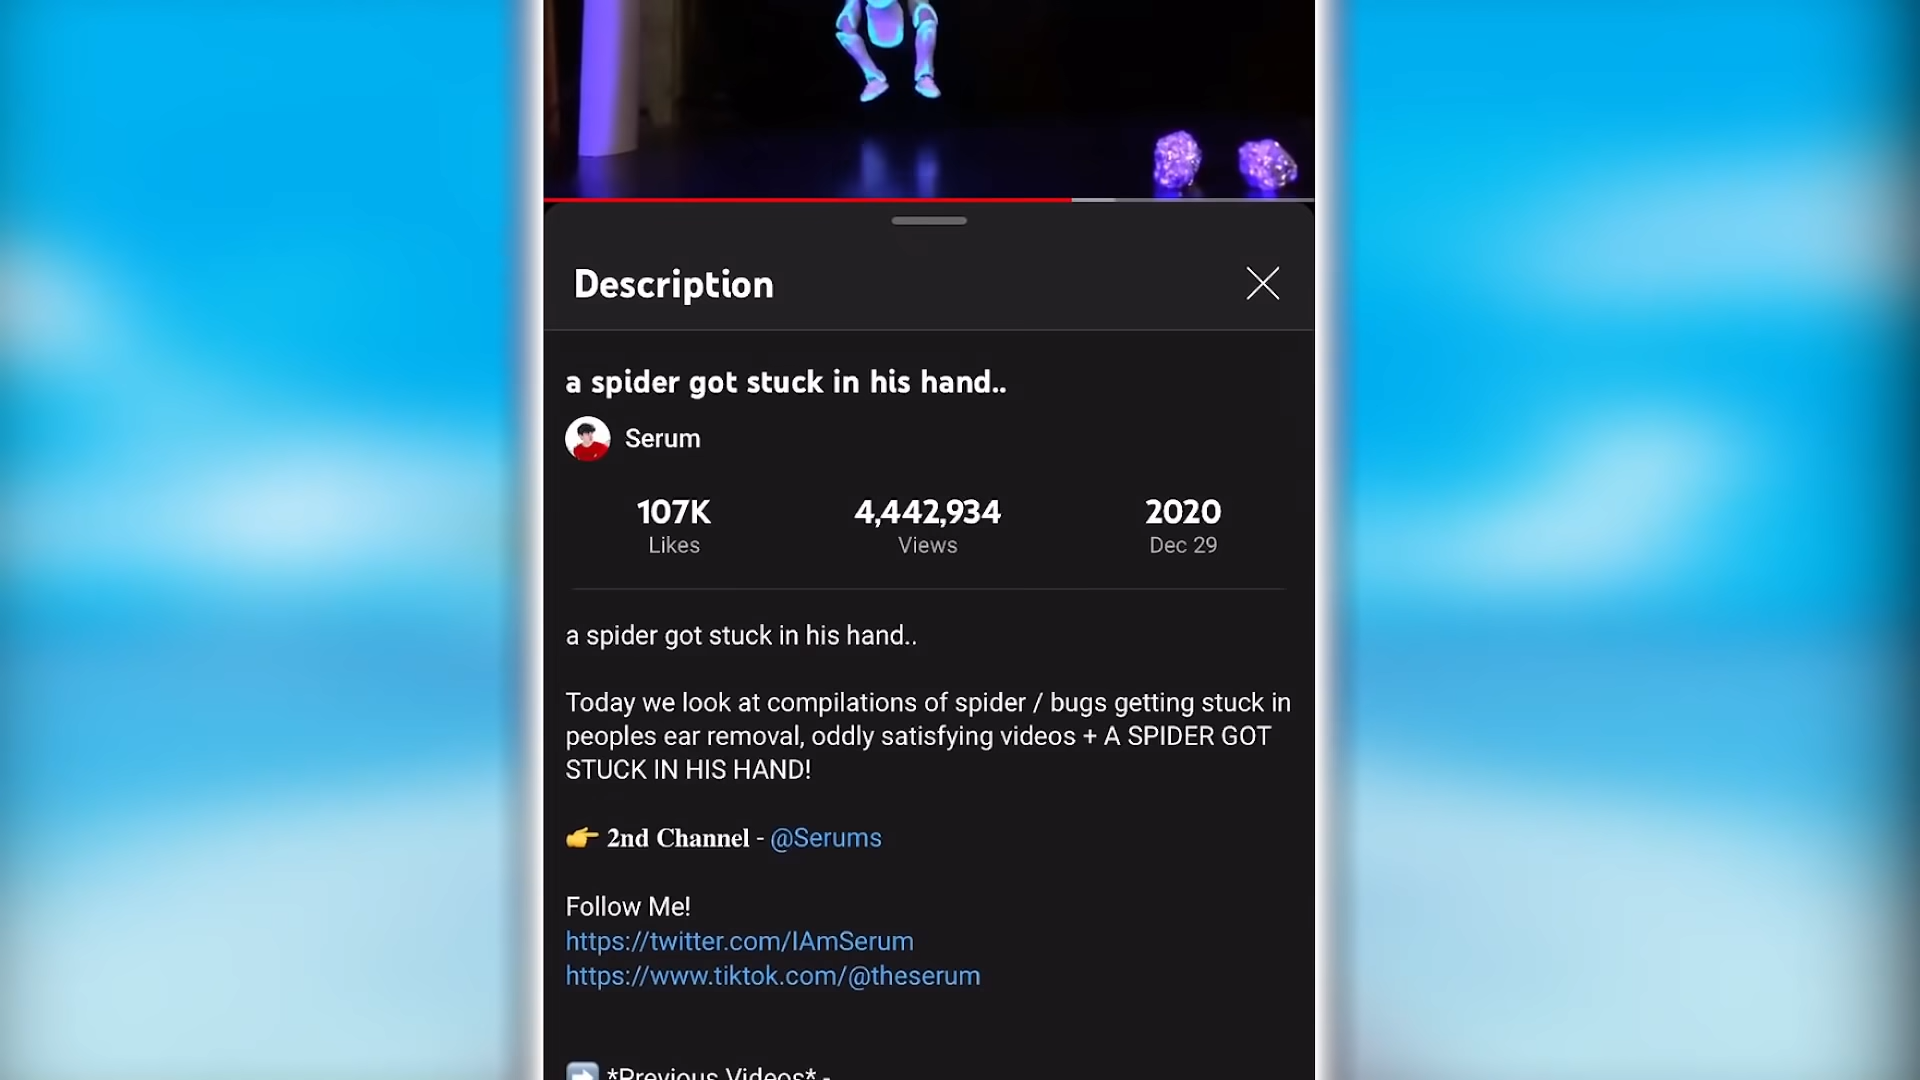 Description
a spider got stuck in his hand..
Serum
107K 4,442,934 2020
Likes Views Dec 29
a spider got stuck in his hand..
Today we look at compilations of spider / bugs getting stuck in
peoples ear removal, oddly satisfying videos + A SPIDER GOT
STUCK IN HIS HAND!
👉 2nd Channel - @Serums
Follow Me!
https://twitter.com/IAmSerum
https://www.tiktok.com/@theserum
➡️ *Previous Videos* -